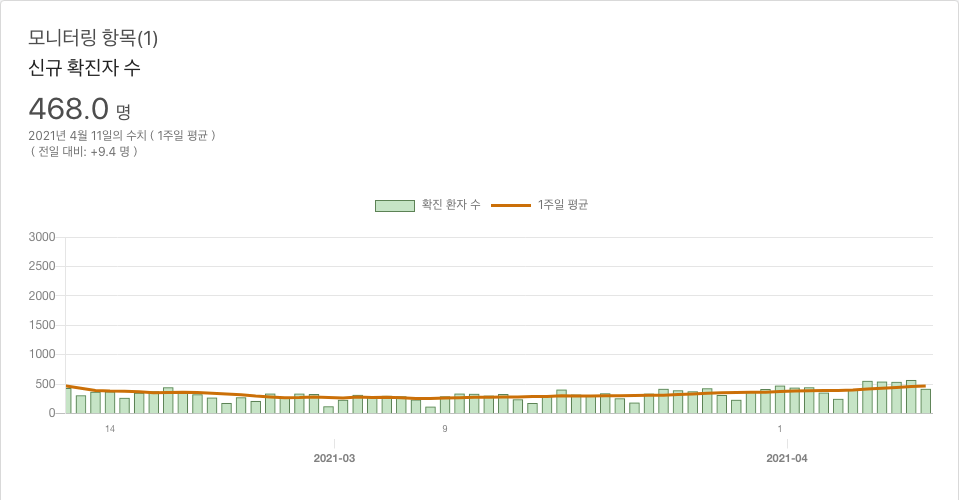 모니터링 항목(1)
신규 확진자 수
468.0 명
2021년 4월 11일의 수치 ( 1주일 평균 )
( 전일 대비: +9.4 명 )
확진 환자 수 1주일 평균
3000
2500
2000
1500
1000
500
0
14 9 1
2021-03 2021-04